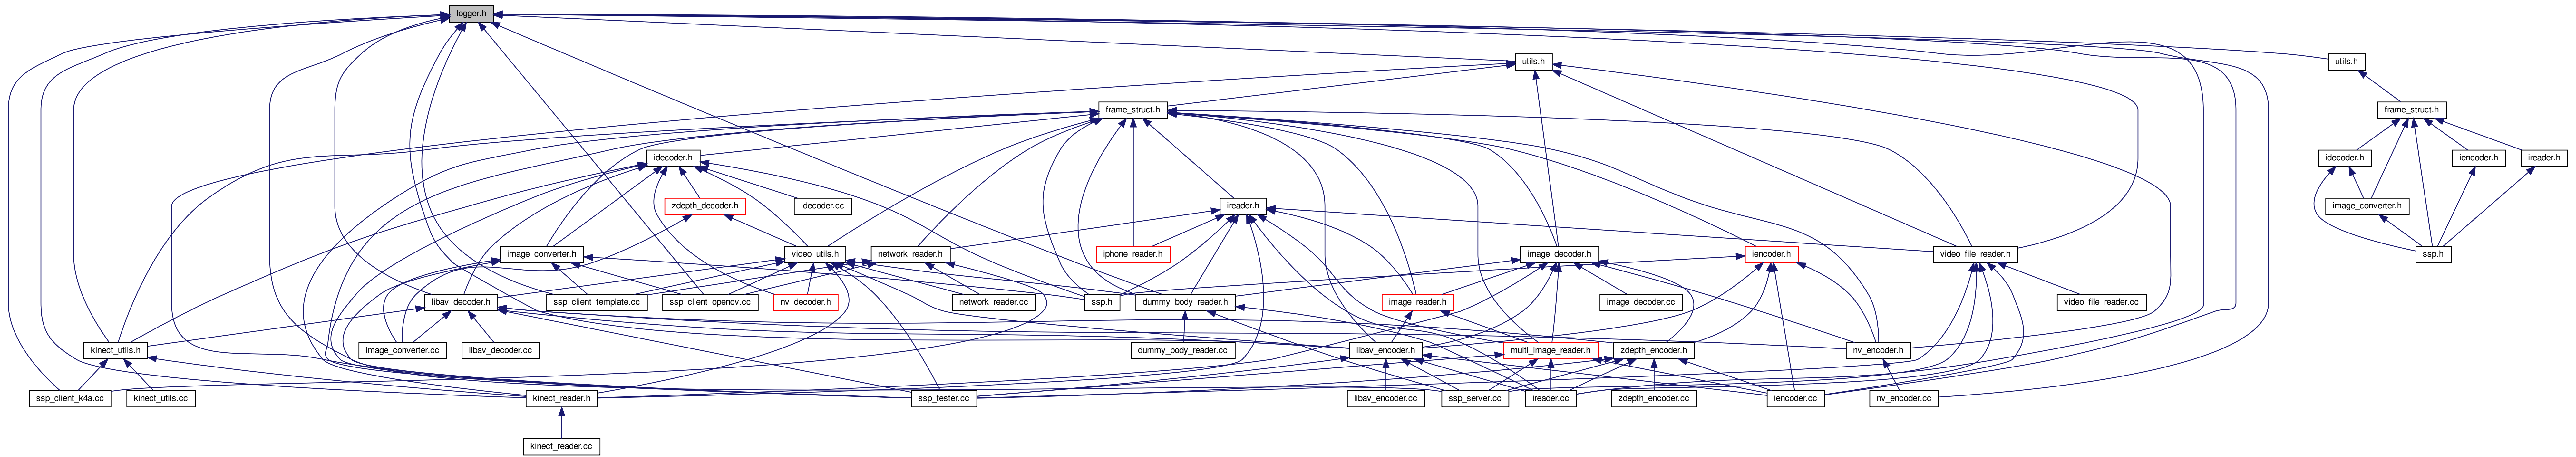 logger.h
utils.h
utils.h
frame_struct.h
frame_struct.h
idecoder.h
idecoder.h
iencoder.h
ireader.h
zdepth_decoder.h
idecoder.cc
ireader.h
image_converter.h
image_converter.h
video_utils.h
network_reader.h
iphone_reader.h
image_decoder.h
iencoder.h
video_file_reader.h
ssp.h
libav_decoder.h
ssp_client_template.cc
ssp_client_opencv.cc
nv_decoder.h
network_reader.cc
ssp.h
dummy_body_reader.h
image_reader.h
image_decoder.cc
video_file_reader.cc
kinect_utils.h
image_converter.cc
libav_decoder.cc
dummy_body_reader.cc
libav_encoder.h
multi_image_reader.h
zdepth_encoder.h
nv_encoder.h
ssp_client_k4a.cc
kinect_utils.cc
kinect_reader.h
ssp_tester.cc
libav_encoder.cc
ssp_server.cc
ireader.cc
zdepth_encoder.cc
iencoder.cc
nv_encoder.cc
kinect_reader.cc